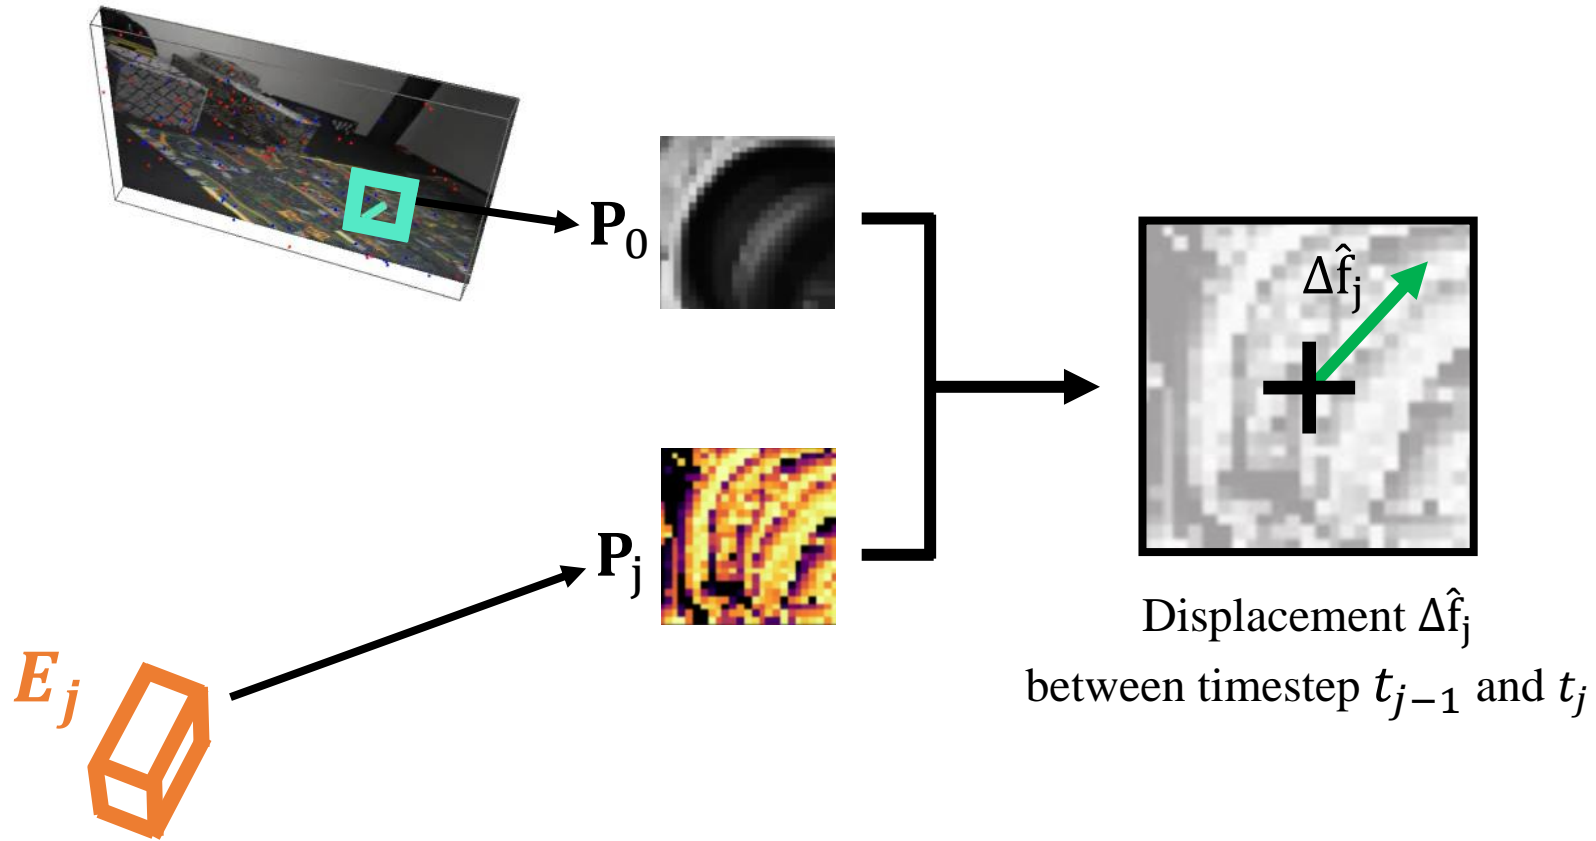 P₀
Δf̂ⱼ
Pⱼ
Eⱼ
Displacement Δf̂ⱼ
between timestep tⱼ₋₁ and tⱼ